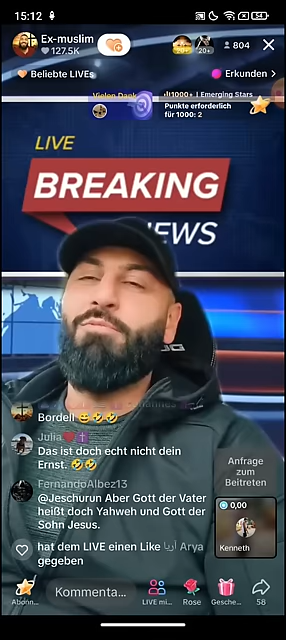 15:12
54
Ex-muslim
127.5K
20+
804
Beliebte LIVEs
Erkunden
Vielen Dank
1000+ | Emerging Stars
Punkte erforderlich
für 1000: 2
LIVE
BREAKING
NEWS
Bordell 😅🤣🤣
Julia❤️✝️
Das ist doch echt nicht dein
Ernst. 🤣🤣
FernandoAlbez13
@Jeschurun Aber Gott der Vater
heißt doch Yahweh und Gott der
Sohn Jesus.
hat dem LIVE einen Like آریا Arya
gegeben
Anfrage
zum
Beitreten
0,00
Kenneth
Abonn...
Kommenta...
LIVE mi...
Rose
Gesche...
58